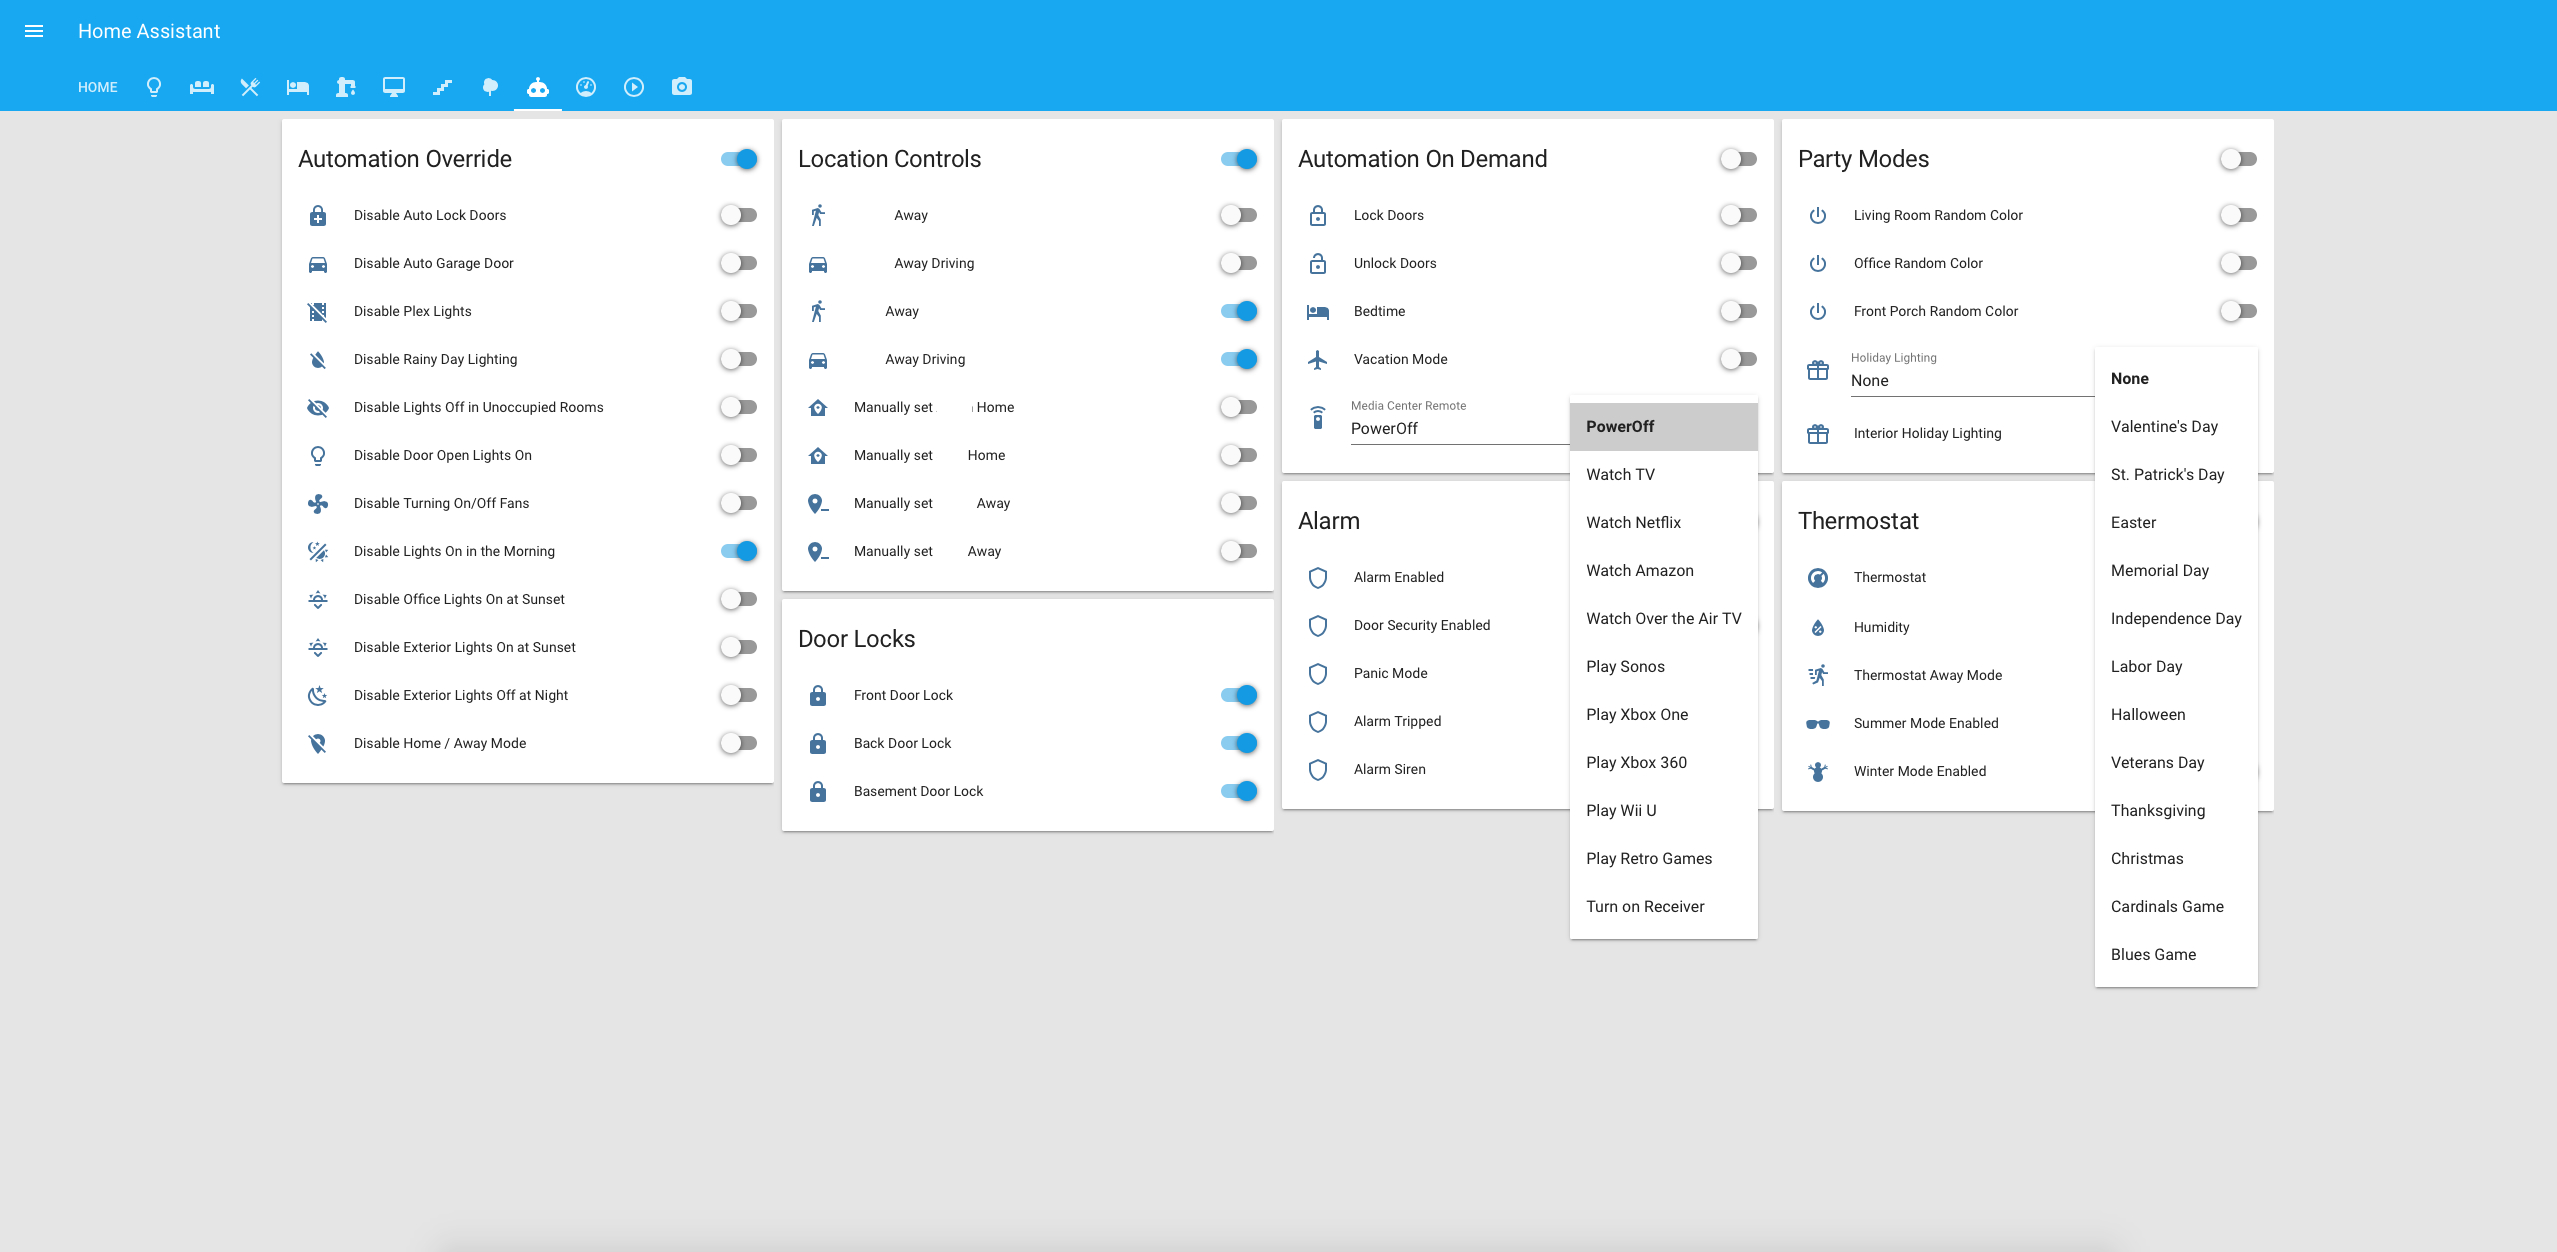 Home Assistant
HOME
Automation Override
Disable Auto Lock Doors
Disable Auto Garage Door
Disable Plex Lights
Disable Rainy Day Lighting
Disable Lights Off in Unoccupied Rooms
Disable Door Open Lights On
Disable Turning On/Off Fans
Disable Lights On in the Morning
Disable Office Lights On at Sunset
Disable Exterior Lights On at Sunset
Disable Exterior Lights Off at Night
Disable Home / Away Mode
Location Controls
Away
Away Driving
Away
Away Driving
Manually set Home
Manually set Home
Manually set Away
Manually set Away
Door Locks
Front Door Lock
Back Door Lock
Basement Door Lock
Automation On Demand
Lock Doors
Unlock Doors
Bedtime
Vacation Mode
Media Center Remote
PowerOff
PowerOff
Watch TV
Watch Netflix
Watch Amazon
Watch Over the Air TV
Play Sonos
Play Xbox One
Play Xbox 360
Play Wii U
Play Retro Games
Turn on Receiver
Alarm
Alarm Enabled
Door Security Enabled
Panic Mode
Alarm Tripped
Alarm Siren
Party Modes
Living Room Random Color
Office Random Color
Front Porch Random Color
Holiday Lighting
None
Interior Holiday Lighting
None
Valentine's Day
St. Patrick's Day
Easter
Memorial Day
Independence Day
Labor Day
Halloween
Veterans Day
Thanksgiving
Christmas
Cardinals Game
Blues Game
Thermostat
Thermostat
Humidity
Thermostat Away Mode
Summer Mode Enabled
Winter Mode Enabled